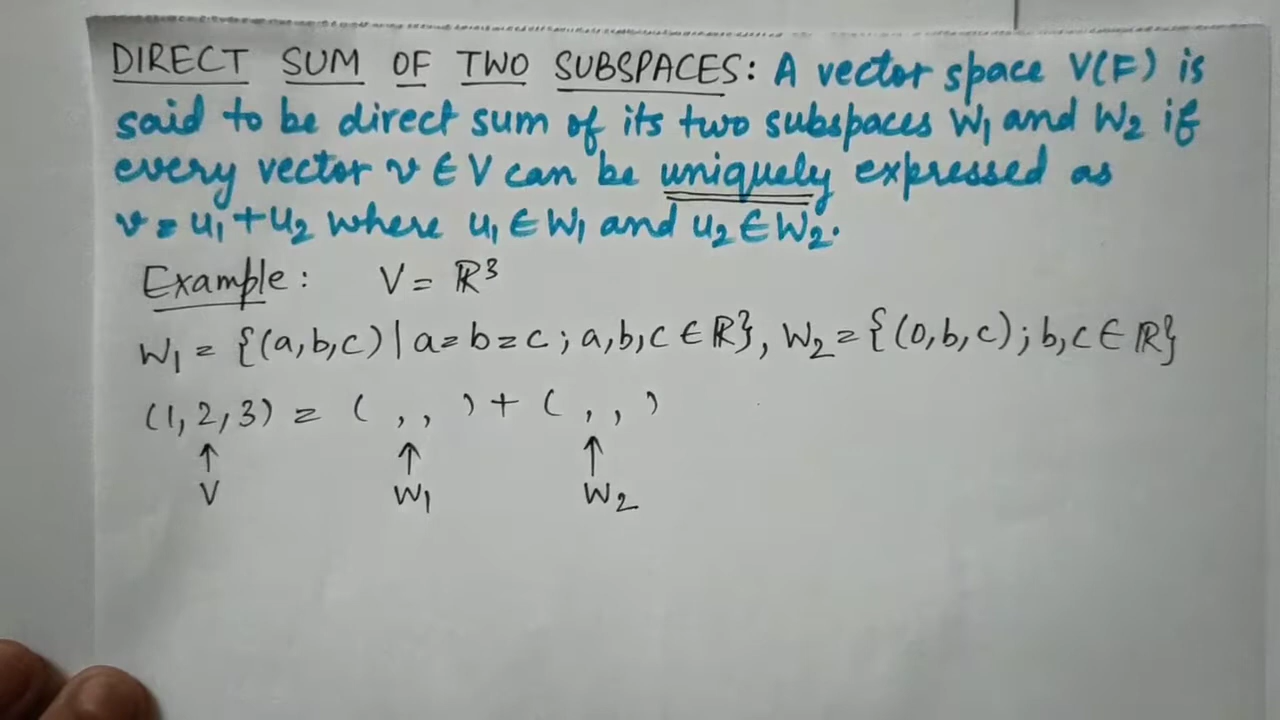 DIRECT SUM OF TWO SUBSPACES: A vector space V(F) is
said to be direct sum of its two subspaces W₁ and W₂ if
every vector v ∈ V can be uniquely expressed as
v = u₁ + u₂ where u₁ ∈ W₁ and u₂ ∈ W₂.
Example: V = ℝ³
W₁ = {(a,b,c) | a=b=c ; a,b,c ∈ ℝ}, W₂ = {(0,b,c) ; b,c ∈ ℝ}
(1,2,3) = ( , , ) + ( , , )
↑ ↑ ↑
V W₁ W₂